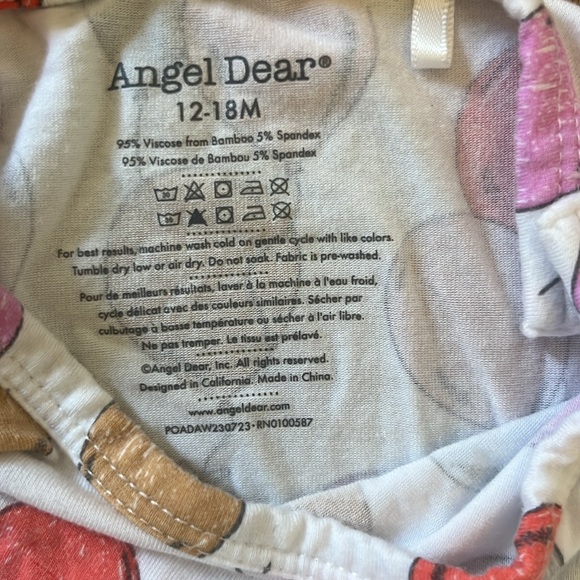 Angel Dear®
12-18M
95% Viscose from Bamboo 5% Spandex
95% Viscose de Bambou 5% Spandex
For best results, machine wash cold on gentle cycle with like colors.
Tumble dry low or air dry. Do not soak. Fabric is pre-washed.
Pour de meilleurs résultats, laver à la machine à l'eau froid,
cycle délicat avec des couleurs similaires. Sécher par
culbutage a basse température ou sécher à l'air libre.
Ne pas tremper. Le tissu est prélavé.
©Angel Dear, Inc. All rights reserved.
Designed in California. Made in China.
www.angeldear.com
POADAW230723 • RN0100587